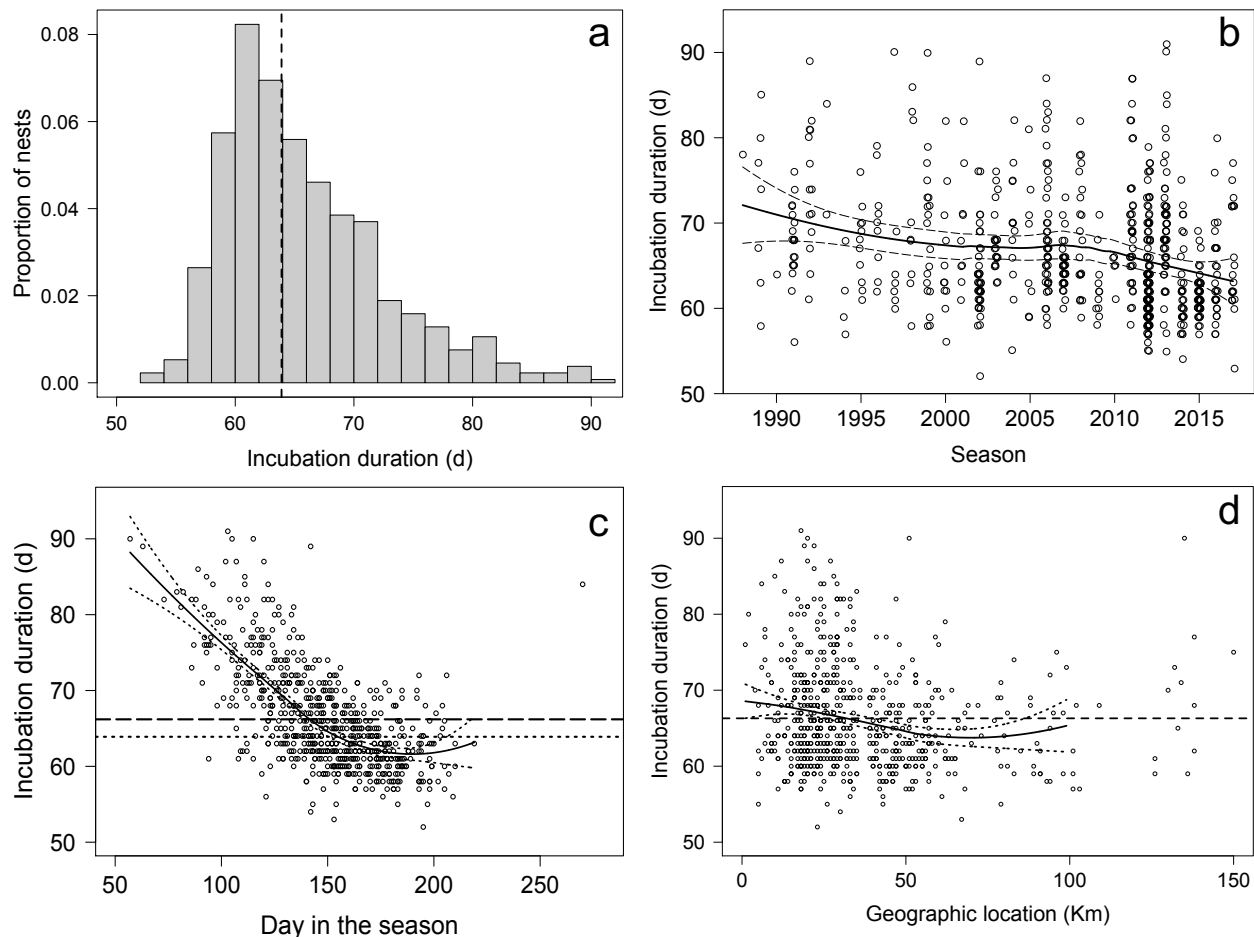 a
Proportion of nests
0.08
0.06
0.04
0.02
0.00
50 60 70 80 90
Incubation duration (d)
b
Incubation duration (d)
90
80
70
60
50
1990 1995 2000 2005 2010 2015
Season
c
Incubation duration (d)
90
80
70
60
50
50 100 150 200 250
Day in the season
d
Incubation duration (d)
90
80
70
60
50
0 50 100 150
Geographic location (Km)